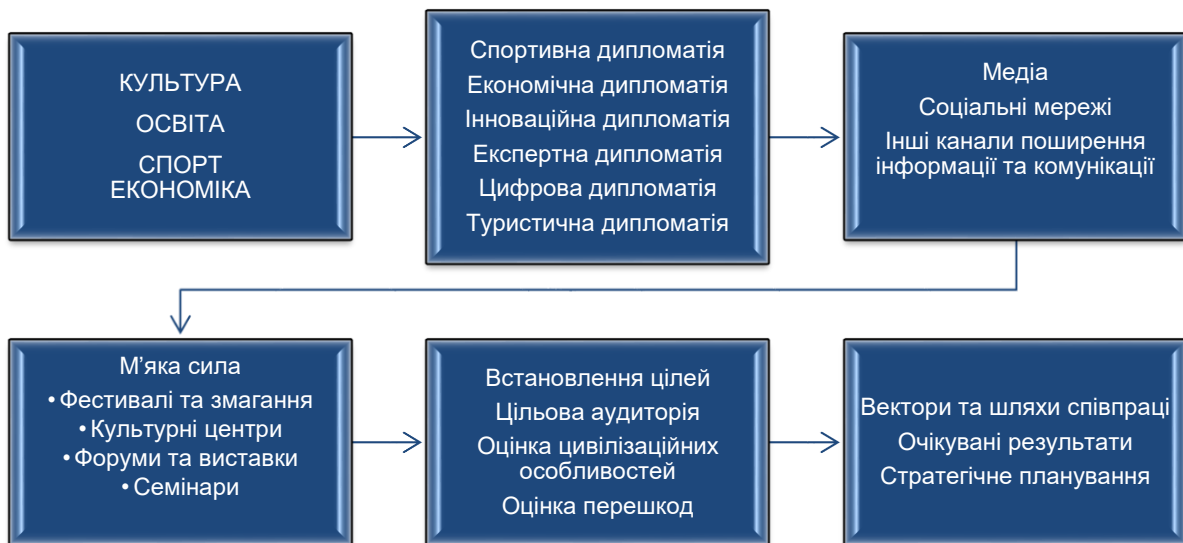 КУЛЬТУРА
ОСВІТА
СПОРТ
ЕКОНОМІКА
Спортивна дипломатія
Економічна дипломатія
Інноваційна дипломатія
Експертна дипломатія
Цифрова дипломатія
Туристична дипломатія
Медіа
Соціальні мережі
Інші канали поширення
інформації та комунікації
М’яка сила
•Фестивалі та змагання
•Культурні центри
•Форуми та виставки
•Семінари
Встановлення цілей
Цільова аудиторія
Оцінка цивілізаційних
особливостей
Оцінка перешкод
Вектори та шляхи співпраці
Очікувані результати
Стратегічне планування